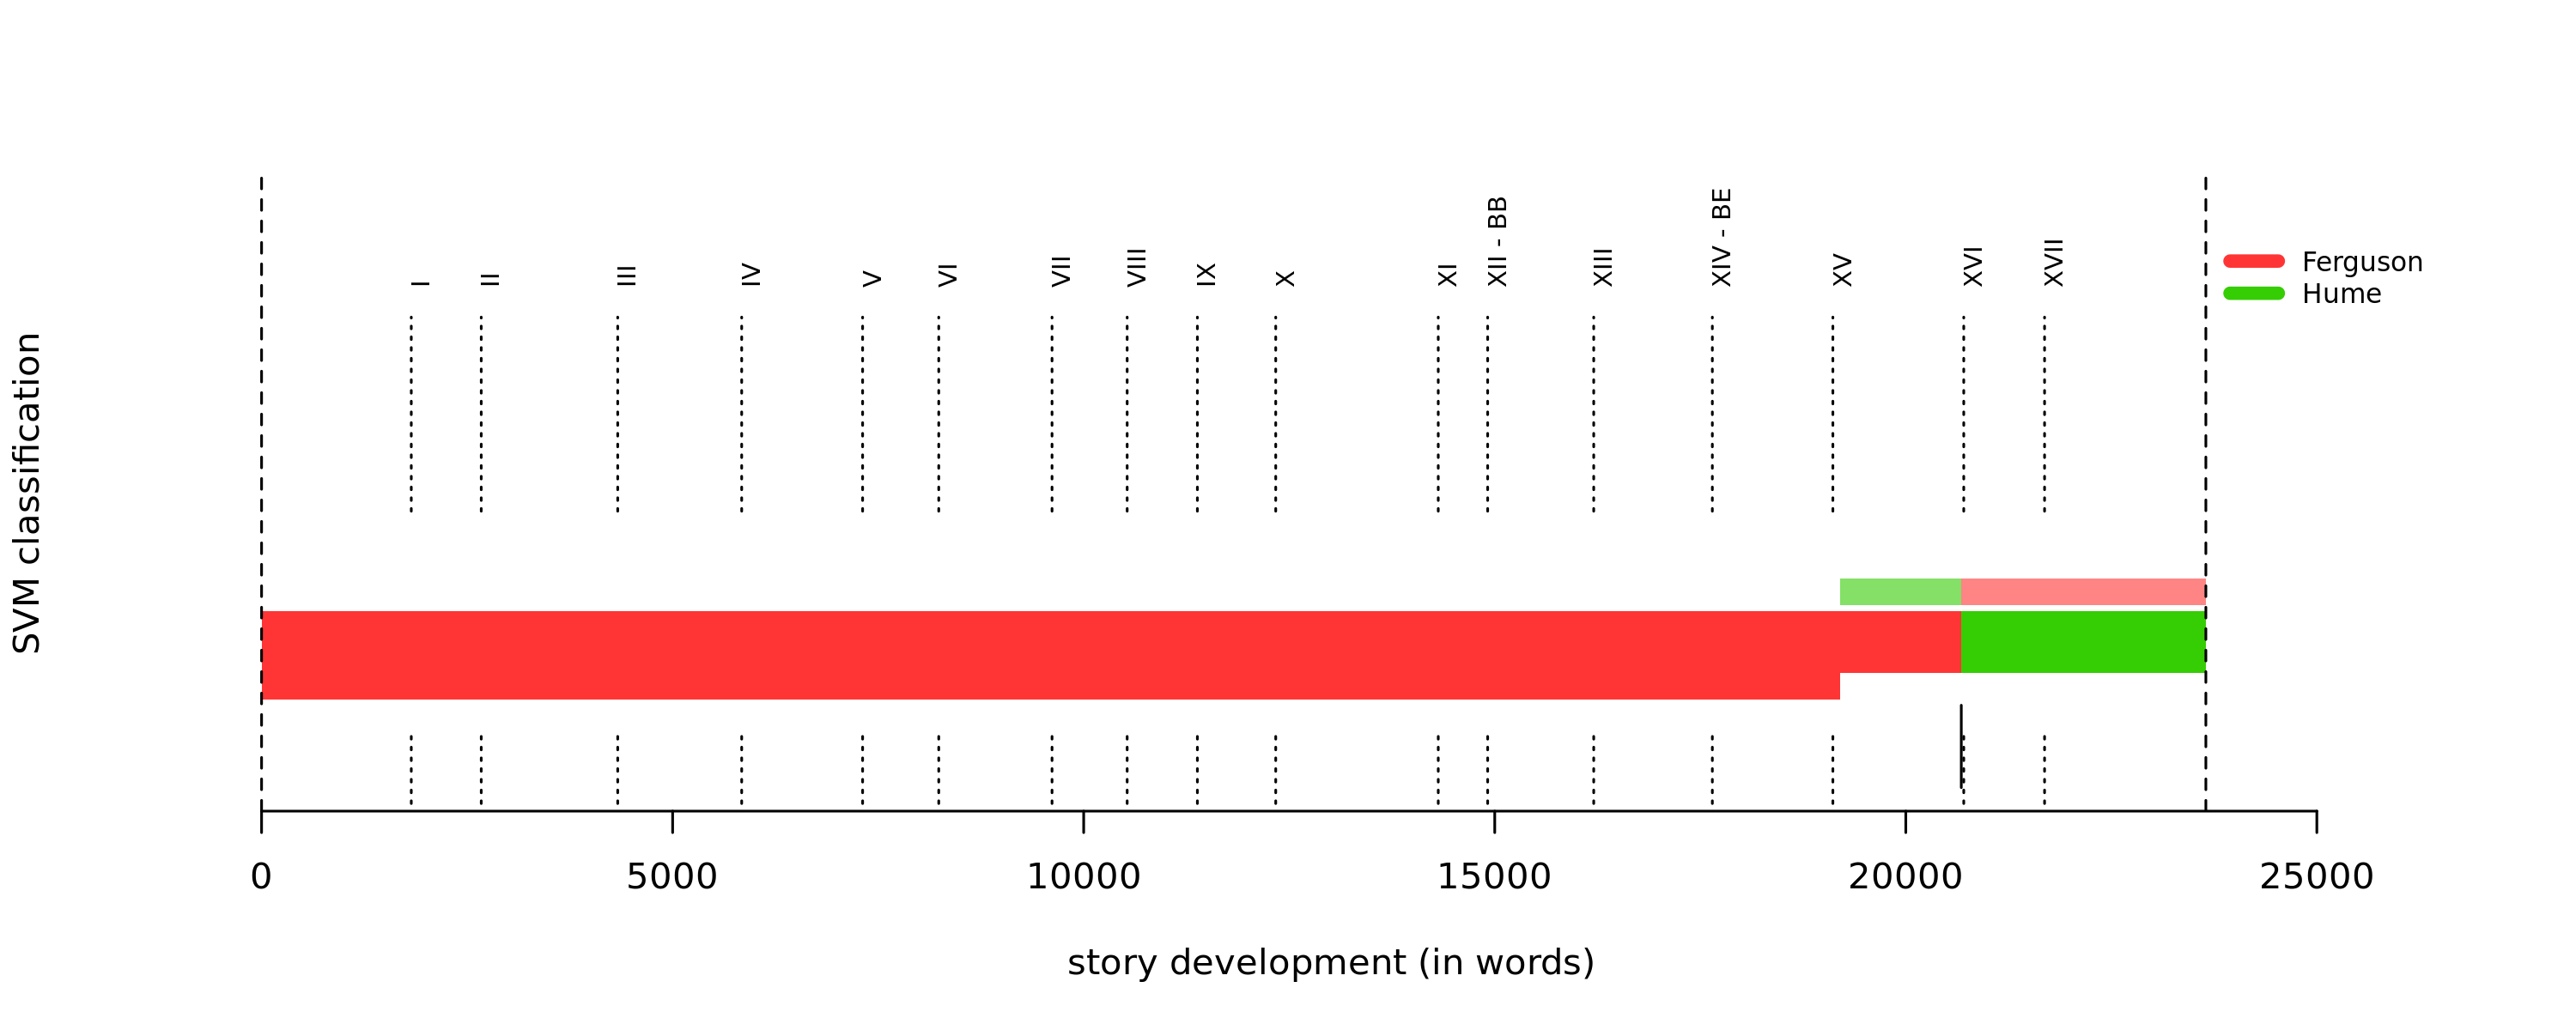 I
II
III
IV
V
VI
VII
VIII
IX
X
XI
XII - BB
XIII
XIV - BE
XV
XVI
XVII
Ferguson
Hume
SVM classification
0
5000
10000
15000
20000
25000
story development (in words)